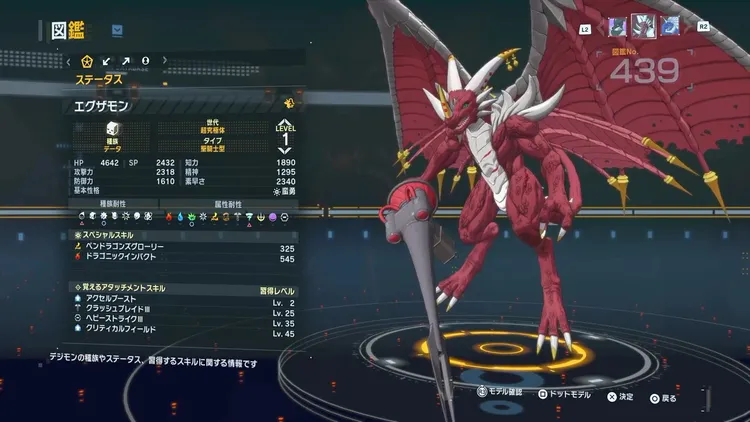 図鑑
L2
R2
図鑑No.
439
ステータス
エグザモン
種族
データ
世代
超究極体
タイプ
聖騎士型
LEVEL
1
HP 4642 SP 2432 知力 1890
攻撃力 2318 精神 1295
防御力 1610 素早さ 2340
基本性格 蛮勇
種族耐性 属性耐性
スペシャルスキル
ペンドラゴンズグローリー 325
ドラゴニックインパクト 545
覚えるアタッチメントスキル 習得レベル
アクセルブースト Lv. 2
クラッシュブレイドIII Lv. 25
ヘビーストライクIII Lv. 35
クリティカルフィールド Lv. 45
デジモンの種族やステータス、習得するスキルに関する情報です
R3 モデル確認 ドットモデル 決定 戻る